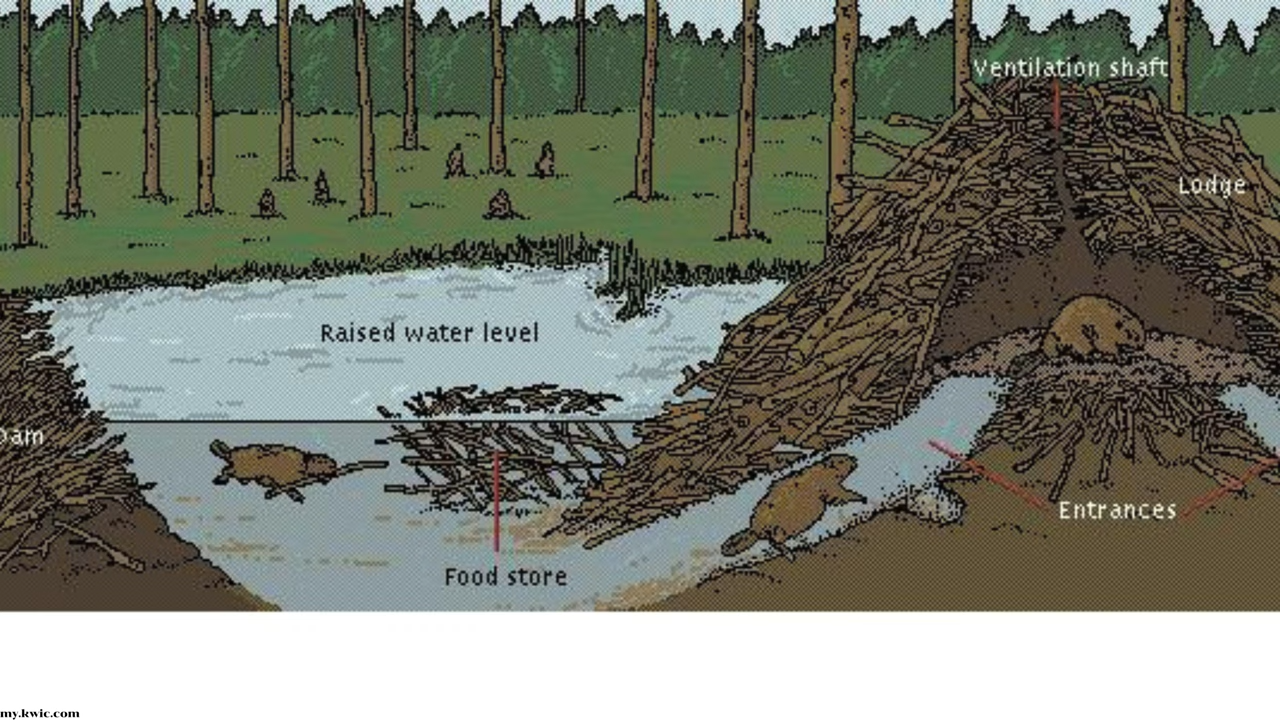 Ventilation shaft
Lodge
Raised water level
Dam
Entrances
Food store
my.kwic.com